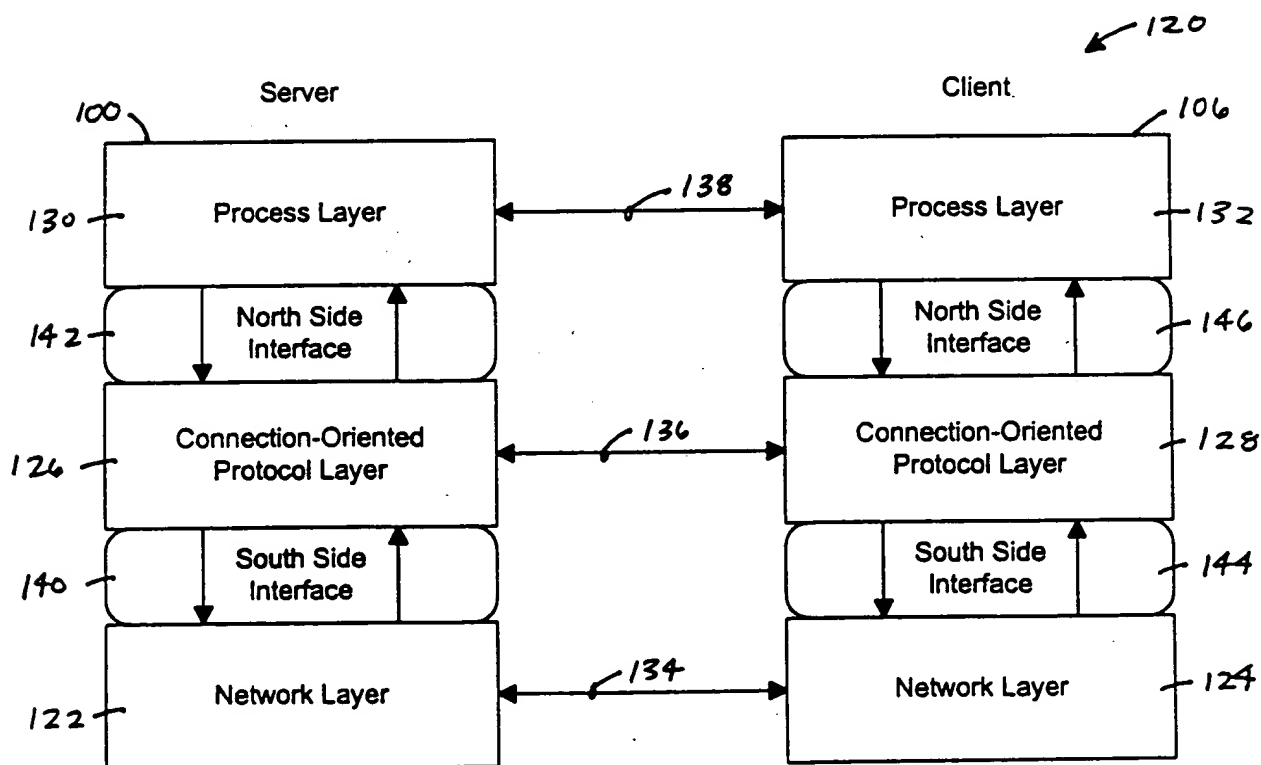 120
Server
Client
100
106
130
Process Layer
138
Process Layer
132
142
North Side
Interface
North Side
Interface
146
126
Connection-Oriented
Protocol Layer
136
Connection-Oriented
Protocol Layer
128
140
South Side
Interface
South Side
Interface
144
122
Network Layer
134
Network Layer
124